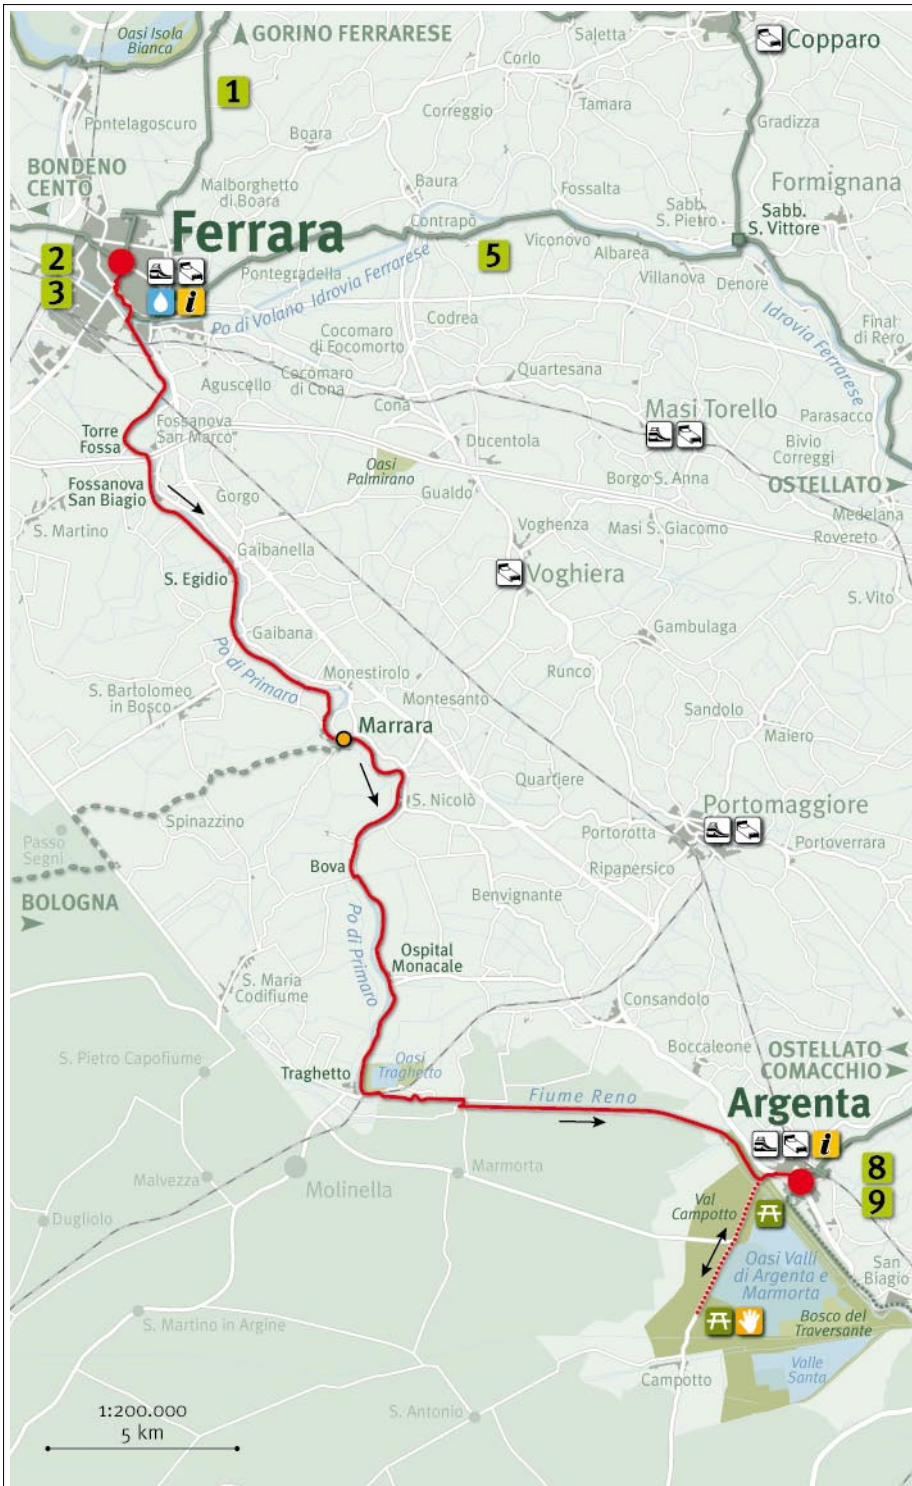 Oasi Isola
Bianca
GORINO FERRARESE
Saletta
Copparo
Corlo
1
Tamara
Correggio
Pontelagoscuro
Boara
Gradizza
BONDENO
CENTO
Malborghetto
di Boara
Baura
Fossalta
Formignana
Contrapò
Sabb.
S. Pietro
Sabb.
S. Vittore
Ferrara
2
3
5
Viconovo
Albarea
Pontegradella
Villanova
Denore
i
Po di Volano Idrovia Ferrarese
Idrovia Ferrarese
Codrea
Cocomaro
di Focomorto
Final
di Rero
Quartesana
Aguscello
Cocomaro
di Cona
Cona
Masi Torello
Parasacco
Torre
Fossa
Fossanova
San Marco
Ducentola
Bivio
Correggi
Oasi
Palmirano
Fossanova
San Biagio
Gorgo
Gualdo
Borgo S. Anna
OSTELLATO
Medelana
S. Martino
Voghenza
Masi S. Giacomo
Rovereto
Gaibanella
S. Egidio
Voghiera
S. Vito
Gaibana
Gambulaga
Po di Primaro
Monestirolo
Runco
S. Bartolomeo
in Bosco
Montesanto
Sandolo
Marrara
Maiero
Quartiere
S. Nicolò
Portomaggiore
Spinazzino
Portorotta
Portoverrara
Passo
Segni
Bova
Ripapersico
BOLOGNA
Benvignante
Po di Primaro
Ospital
Monacale
S. Maria
Codifiume
Consandolo
Boccaleone
S. Pietro Capofiume
Oasi
Traghetto
Traghetto
OSTELLATO
COMACCHIO
Fiume Reno
Argenta
i
Marmorta
8
9
Malvezza
Molinella
Val
Campotto
Dugliolo
Oasi Valli
di Argenta e
Marmorta
San
Biagio
S. Martino in Argine
Bosco del
Traversante
Valle
Santa
Campotto
1:200.000
5 km
S. Antonio